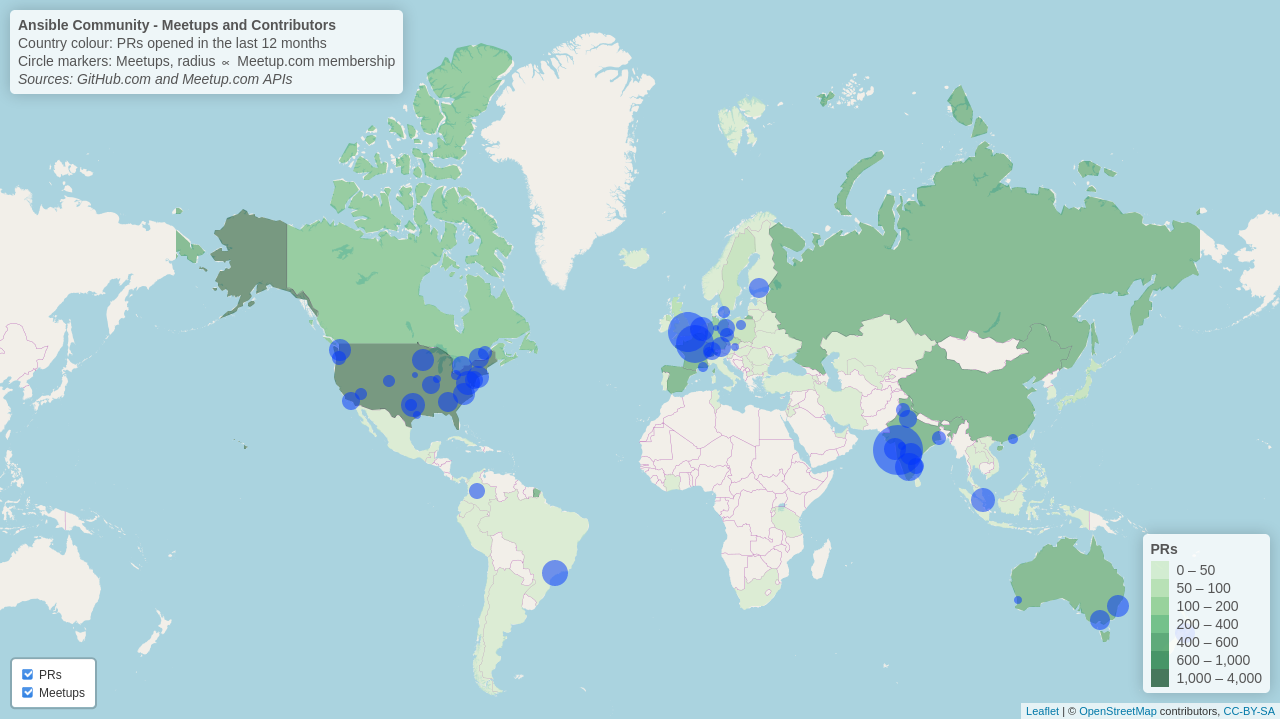 Ansible Community - Meetups and Contributors
Country colour: PRs opened in the last 12 months
Circle markers: Meetups, radius ∝ Meetup.com membership
Sources: GitHub.com and Meetup.com APIs
PRs
0 – 50
50 – 100
100 – 200
200 – 400
400 – 600
600 – 1,000
1,000 – 4,000
PRs
Meetups
Leaflet | © OpenStreetMap contributors, CC-BY-SA